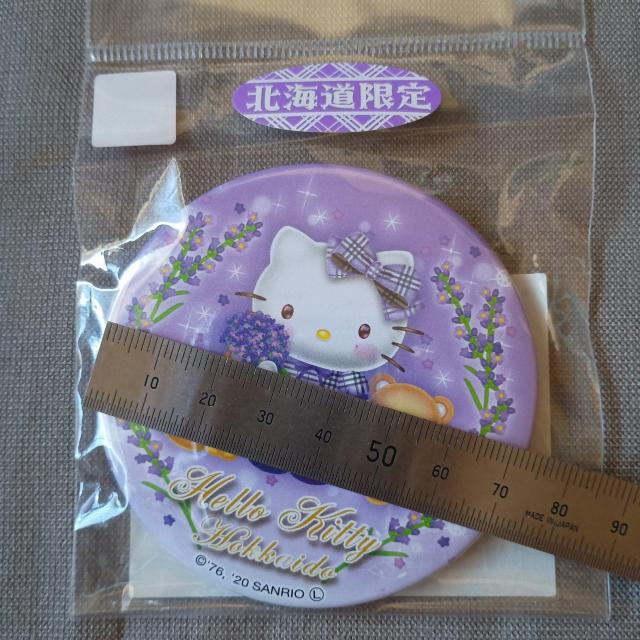 北海道限定
10 20 30 40 50 60 70 80 90
MADE IN JAPAN
Hello Kitty
Hokkaido
©'76, '20 SANRIO Ⓛ